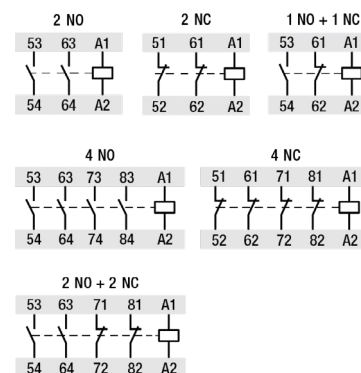 2 NO
2 NC
1 NO + 1 NC
53 63 A1
51 61 A1
53 61 A1
54 64 A2
52 62 A2
54 62 A2
4 NO
4 NC
53 63 73 83 A1
51 61 71 81 A1
54 64 74 84 A2
52 62 72 82 A2
2 NO + 2 NC
53 63 71 81 A1
54 64 72 82 A2